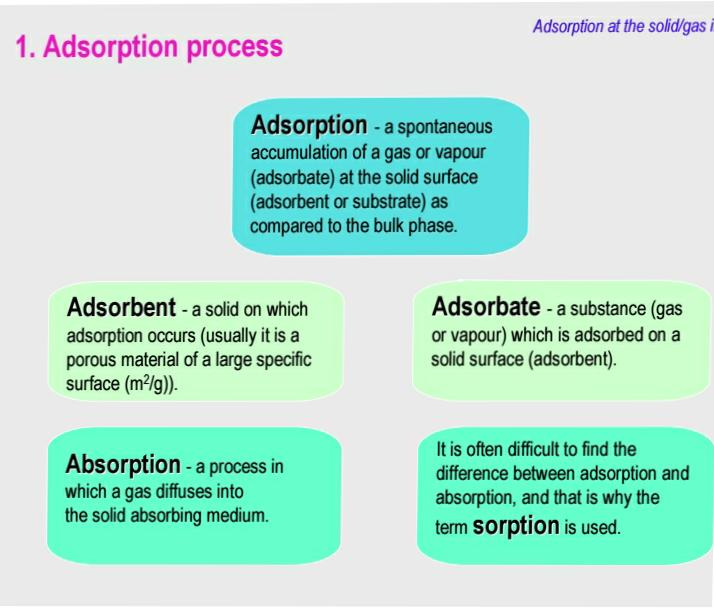 Adsorption at the solid/gas i
1. Adsorption process
Adsorption - a spontaneous
accumulation of a gas or vapour
(adsorbate) at the solid surface
(adsorbent or substrate) as
compared to the bulk phase.
Adsorbent - a solid on which
adsorption occurs (usually it is a
porous material of a large specific
surface (m²/g)).
Adsorbate - a substance (gas
or vapour) which is adsorbed on a
solid surface (adsorbent).
Absorption - a process in
which a gas diffuses into
the solid absorbing medium.
It is often difficult to find the
difference between adsorption and
absorption, and that is why the
term sorption is used.